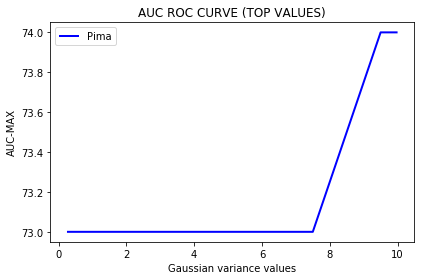 AUC ROC CURVE (TOP VALUES)
Pima
74.0
73.8
73.6
73.4
73.2
73.0
AUC-MAX
0 2 4 6 8 10
Gaussian variance values